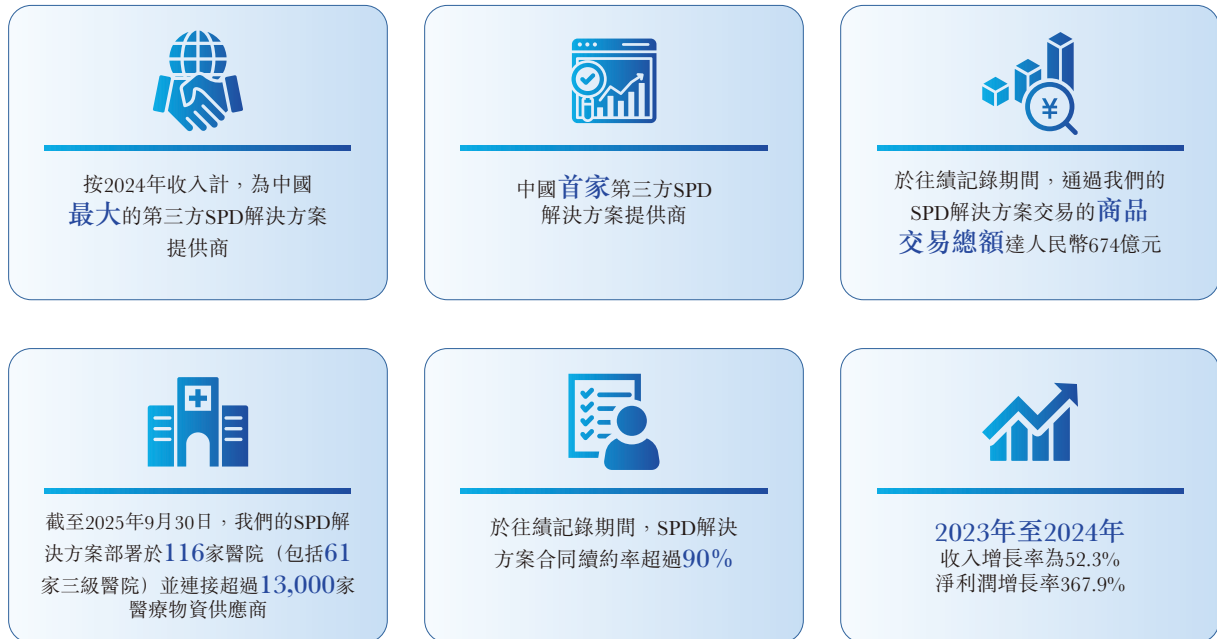 按2024年收入計，為中國
最大的第三方SPD解決方案
提供商
中國首家第三方SPD
解決方案提供商
於往績記錄期間，通過我們的
SPD解決方案交易的商品
交易總額達人民幣674億元
¥
截至2025年9月30日，我們的SPD解
決方案部署於116家醫院（包括61
家三級醫院）並連接超過13,000家
醫療物資供應商
於往績記錄期間，SPD解決
方案合同續約率超過90%
2023年至2024年
收入增長率為52.3%
淨利潤增長率367.9%